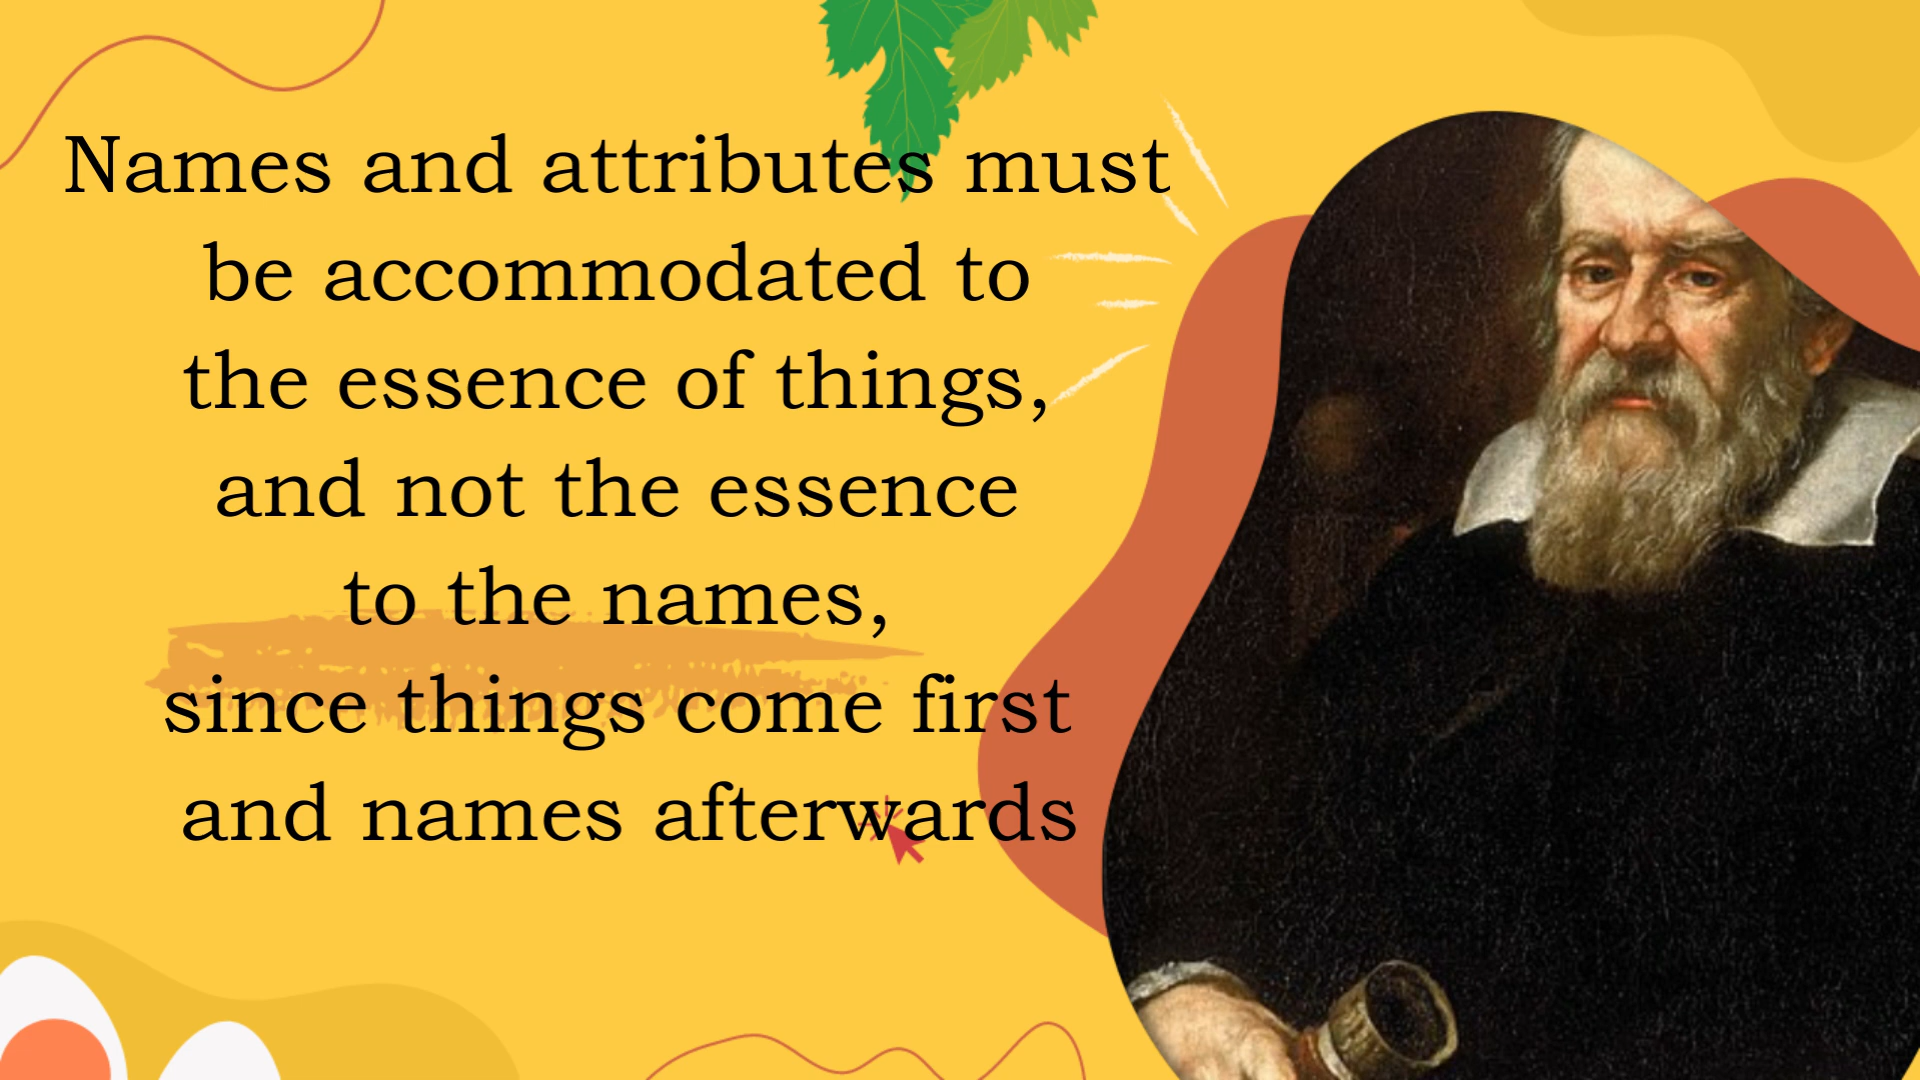 Names and attributes must
be accommodated to
the essence of things,
and not the essence
to the names,
since things come first
and names afterwards